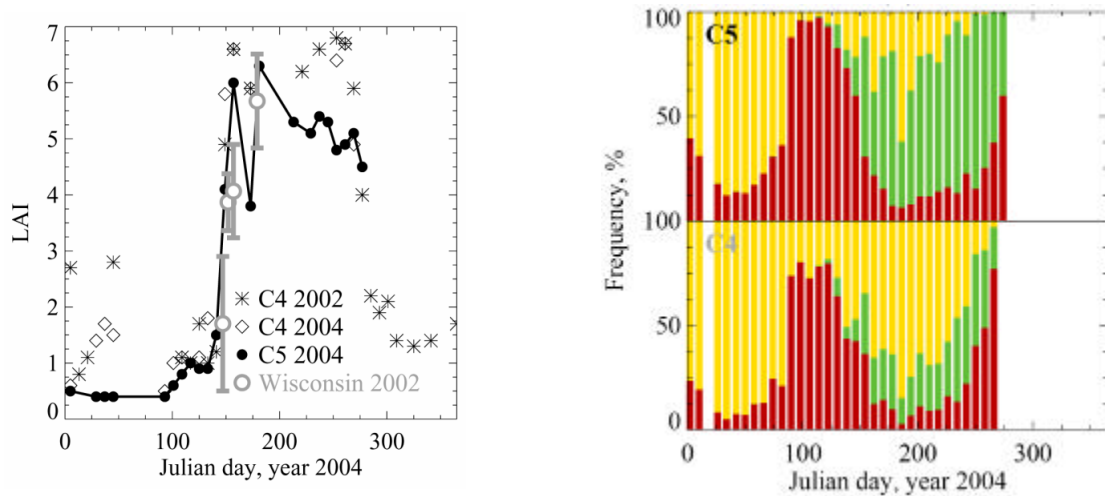 7
6
5
4
3
2
1
0
LAI
C4 2002
C4 2004
C5 2004
Wisconsin 2002
0 100 200 300
Julian day, year 2004
100
C5
50
100
C4
50
0
Frequency, %
0 100 200 300
Julian day, year 2004